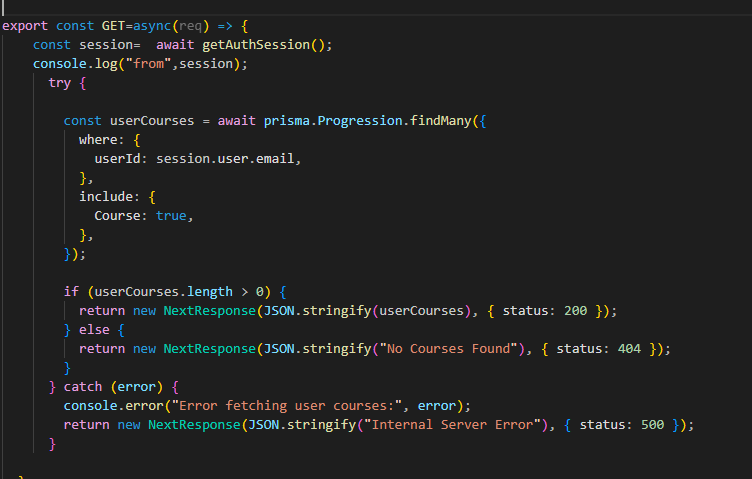 export const GET=async(req) => {
const session=  await getAuthSession();
console.log("from",session);
try {
const userCourses = await prisma.Progression.findMany({
where: {
userId: session.user.email,
},
include: {
Course: true,
},
});
if (userCourses.length > 0) {
return new NextResponse(JSON.stringify(userCourses), { status: 200 });
} else {
return new NextResponse(JSON.stringify("No Courses Found"), { status: 404 });
}
} catch (error) {
console.error("Error fetching user courses:", error);
return new NextResponse(JSON.stringify("Internal Server Error"), { status: 500 });
}
}